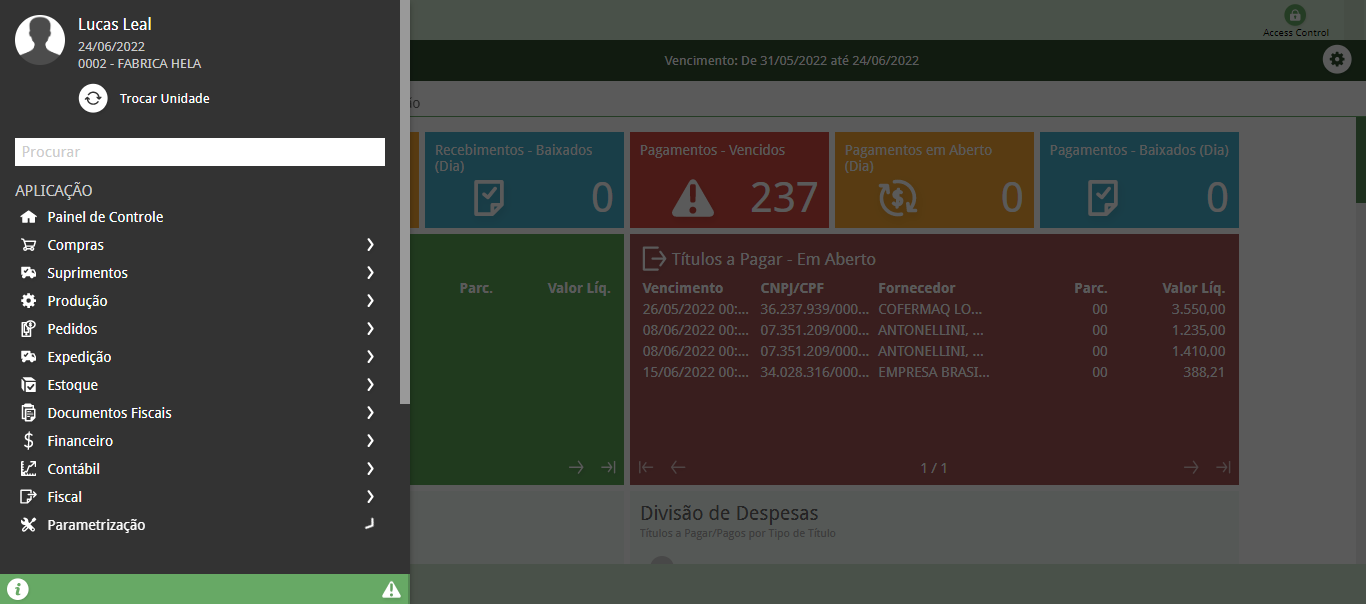 Lucas Leal
24/06/2022
0002 - FABRICA HELA
Trocar Unidade
Procurar
APLICAÇÃO
Painel de Controle
Compras
Suprimentos
Produção
Pedidos
Expedição
Estoque
Documentos Fiscais
Financeiro
Contábil
Fiscal
Parametrização
Access Control
Vencimento: De 31/05/2022 até 24/06/2022
Recebimentos - Baixados
(Dia)
0
Pagamentos - Vencidos
237
Pagamentos em Aberto
(Dia)
0
Pagamentos - Baixados (Dia)
0
Parc. Valor Líq.
Títulos a Pagar - Em Aberto
Vencimento CNPJ/CPF Fornecedor Parc. Valor Líq.
26/05/2022 00:... 36.237.939/000... COFERMAQ LO... 00 3.550,00
08/06/2022 00:... 07.351.209/000... ANTONELLINI, ... 00 1.235,00
08/06/2022 00:... 07.351.209/000... ANTONELLINI, ... 00 1.410,00
15/06/2022 00:... 34.028.316/000... EMPRESA BRASI... 00 388,21
1 / 1
Divisão de Despesas
Títulos a Pagar/Pagos por Tipo de Título